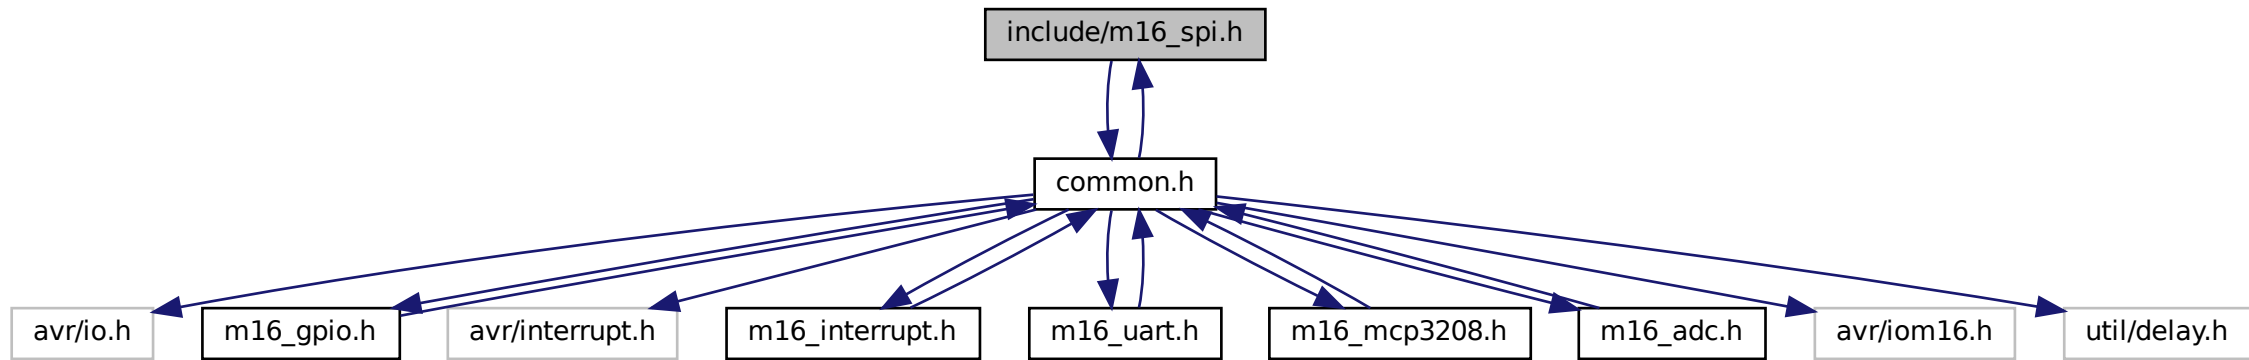 include/m16_spi.h
common.h
avr/io.h
m16_gpio.h
avr/interrupt.h
m16_interrupt.h
m16_uart.h
m16_mcp3208.h
m16_adc.h
avr/iom16.h
util/delay.h